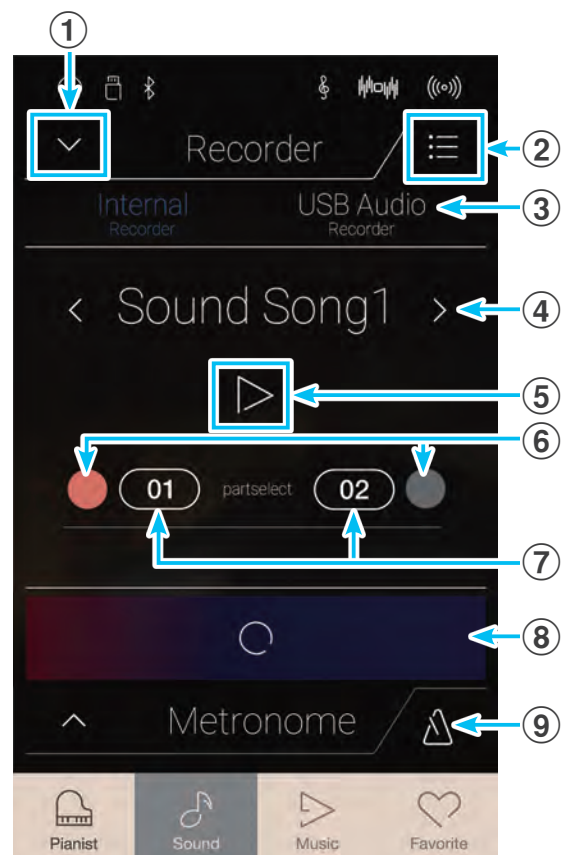 ①
Recorder
②
Internal
Recorder
USB Audio
Recorder
③
< Sound Song1 >
④
⑤
⑥
01 partselect 02
⑦
⑧
Metronome
⑨
Pianist Sound Music Favorite